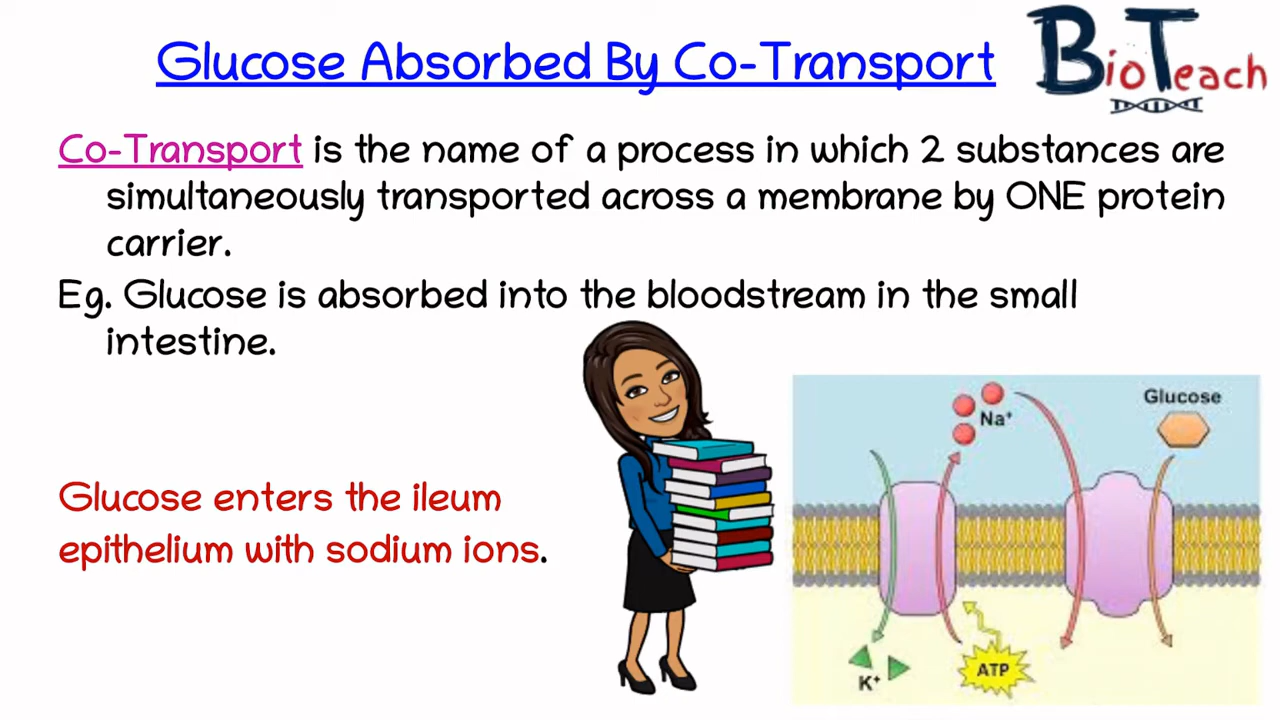 Glucose Absorbed By Co-Transport
BioTeach
Co-Transport is the name of a process in which 2 substances are
simultaneously transported across a membrane by ONE protein
carrier.
Eg. Glucose is absorbed into the bloodstream in the small
intestine.
Glucose enters the ileum
epithelium with sodium ions.
Na⁺
Glucose
K⁺
ATP